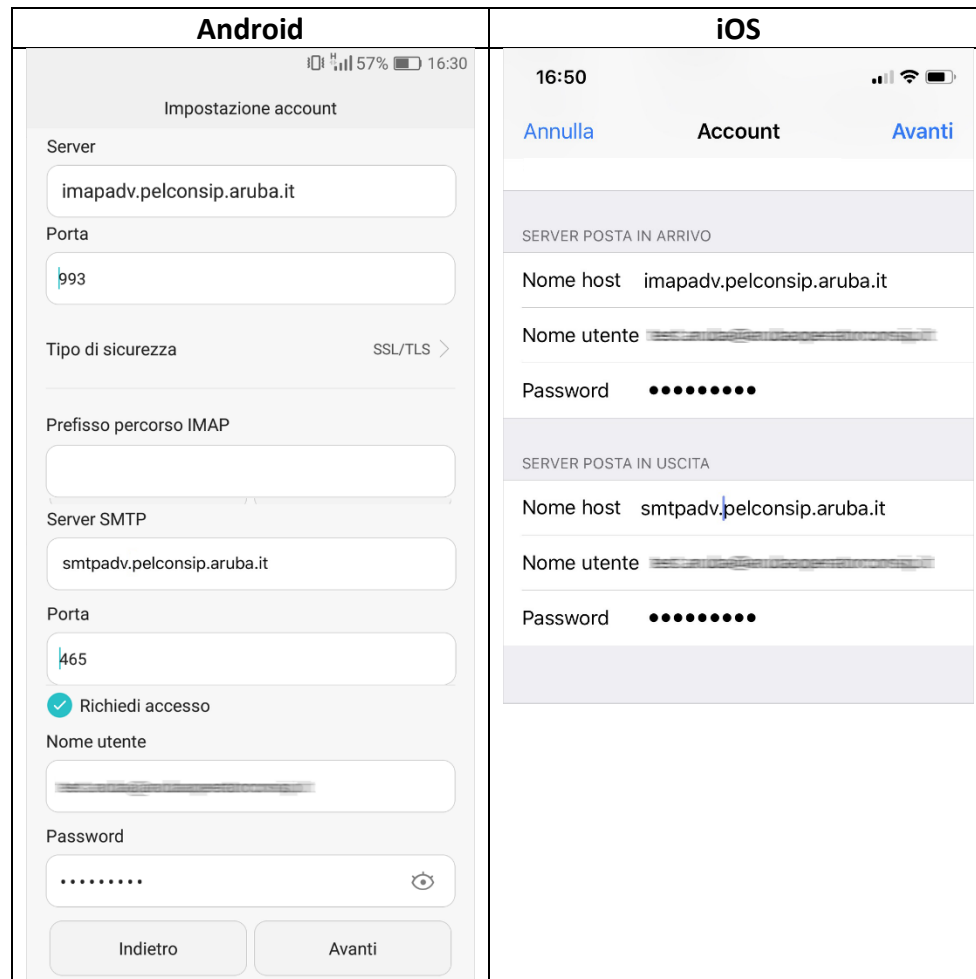 Android
iOS
57% 16:30
Impostazione account
Server
imapadv.pelconsip.aruba.it
Porta
993
Tipo di sicurezza SSL/TLS
Prefisso percorso IMAP
Server SMTP
smtpadv.pelconsip.aruba.it
Porta
465
Richiedi accesso
Nome utente
Password
•••••••••
Indietro Avanti
16:50
Annulla Account Avanti
SERVER POSTA IN ARRIVO
Nome host imapadv.pelconsip.aruba.it
Nome utente
Password •••••••••
SERVER POSTA IN USCITA
Nome host smtpadv.pelconsip.aruba.it
Nome utente
Password •••••••••